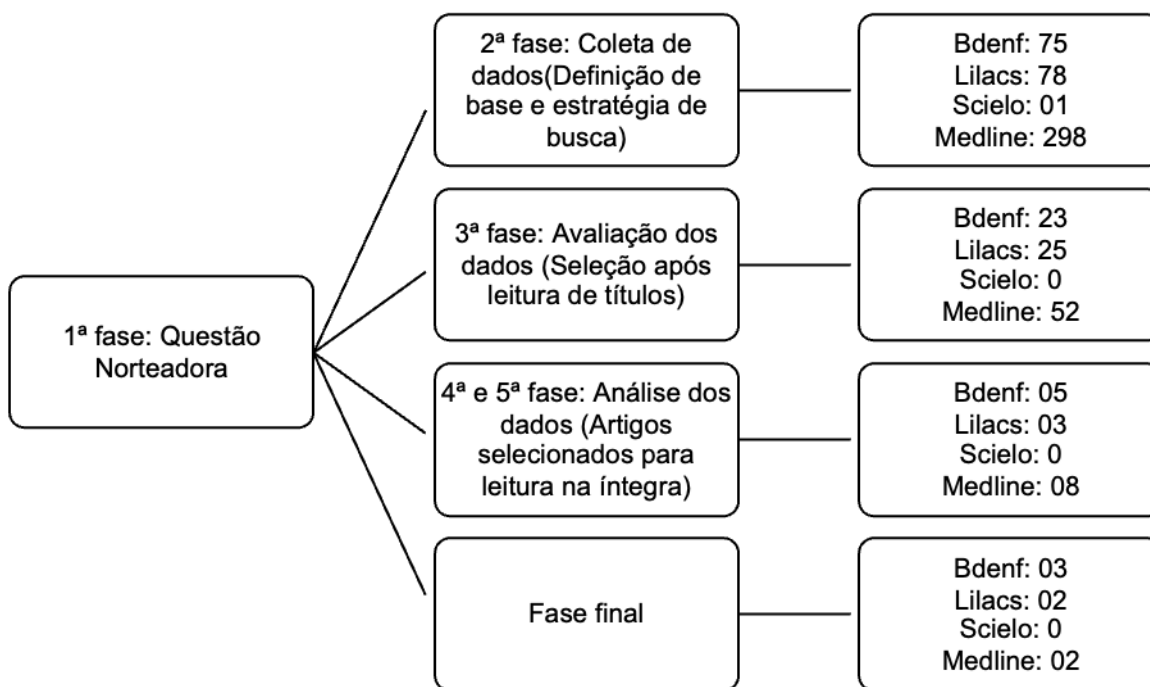 1ª fase: Questão
Norteadora
2ª fase: Coleta de
dados(Definição de
base e estratégia de
busca)
Bdenf: 75
Lilacs: 78
Scielo: 01
Medline: 298
3ª fase: Avaliação dos
dados (Seleção após
leitura de títulos)
Bdenf: 23
Lilacs: 25
Scielo: 0
Medline: 52
4ª e 5ª fase: Análise dos
dados (Artigos
selecionados para
leitura na íntegra)
Bdenf: 05
Lilacs: 03
Scielo: 0
Medline: 08
Fase final
Bdenf: 03
Lilacs: 02
Scielo: 0
Medline: 02